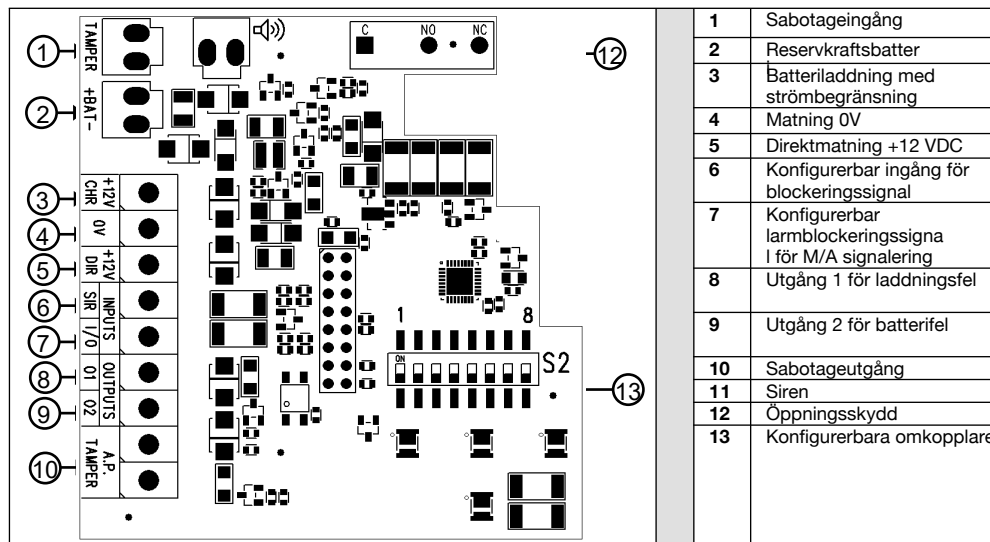 1 TAMPER
2 +BAT-
3 +12V CHR
4 0V
5 +12V DIR
6 SIR INPUTS
7 I/O
8 O1 OUTPUTS
9 O2
10 A.P. TAMPER
C NO NC
12
1 8
ON
S2
13
1 Sabotageingång
2 Reservkraftsbatter
i
3 Batteriladdning med
strömbegränsning
4 Matning 0V
5 Direktmatning +12 VDC
6 Konfigurerbar ingång för
blockeringssignal
7 Konfigurerbar
larmblockeringssigna
l för M/A signalering
8 Utgång 1 för laddningsfel
9 Utgång 2 för batterifel
10 Sabotageutgång
11 Siren
12 Öppningsskydd
13 Konfigurerbara omkopplare